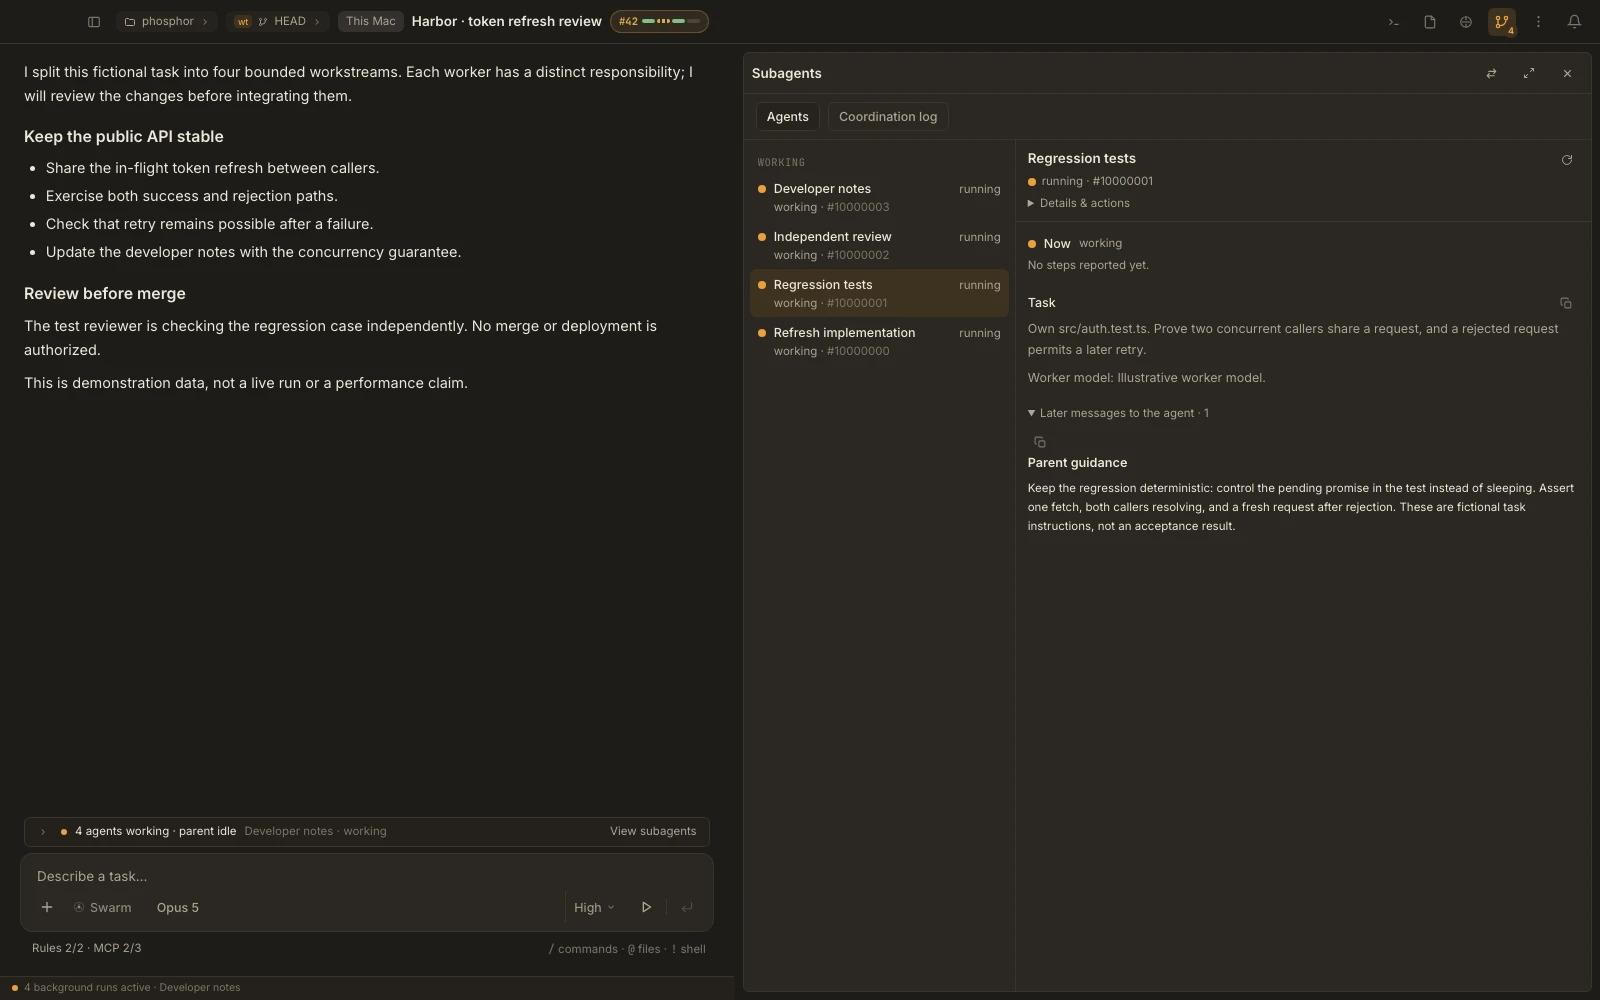 phosphor
wt HEAD
This Mac
Harbor · token refresh review
#42
4
I split this fictional task into four bounded workstreams. Each worker has a distinct responsibility; I
will review the changes before integrating them.
Keep the public API stable
• Share the in-flight token refresh between callers.
• Exercise both success and rejection paths.
• Check that retry remains possible after a failure.
• Update the developer notes with the concurrency guarantee.
Review before merge
The test reviewer is checking the regression case independently. No merge or deployment is
authorized.
This is demonstration data, not a live run or a performance claim.
4 agents working · parent idle Developer notes · working
View subagents
Describe a task...
Swarm
Opus 5
High
Rules 2/2 · MCP 2/3
/ commands · @ files · ! shell
4 background runs active · Developer notes
Subagents
Agents
Coordination log
WORKING
Developer notes running
working · #10000003
Independent review running
working · #10000002
Regression tests running
working · #10000001
Refresh implementation running
working · #10000000
Regression tests
running · #10000001
Details & actions
Now working
No steps reported yet.
Task
Own src/auth.test.ts. Prove two concurrent callers share a request, and a rejected request
permits a later retry.
Worker model: Illustrative worker model.
Later messages to the agent · 1
Parent guidance
Keep the regression deterministic: control the pending promise in the test instead of sleeping. Assert
one fetch, both callers resolving, and a fresh request after rejection. These are fictional task
instructions, not an acceptance result.